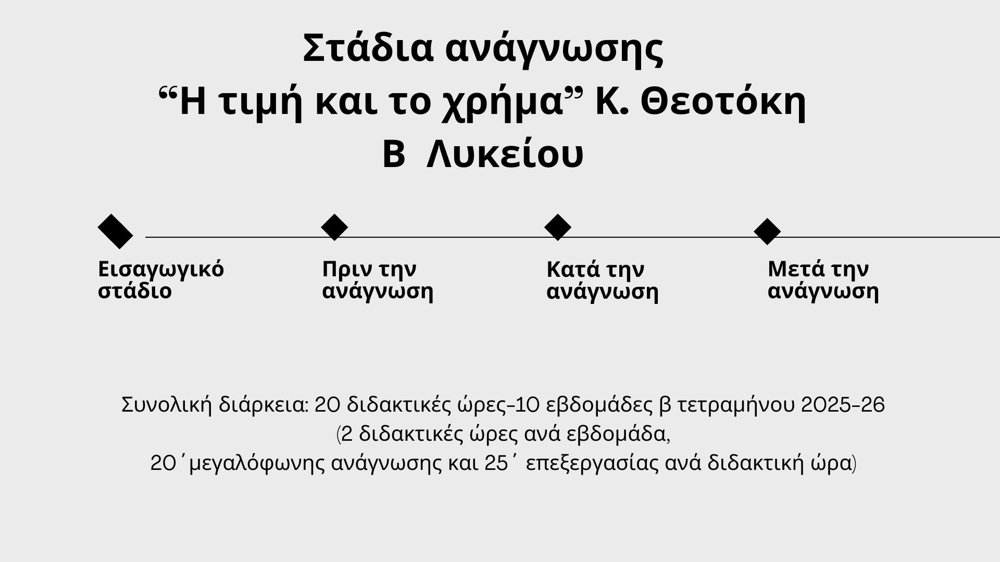 Στάδια ανάγνωσης
“Η τιμή και το χρήμα” Κ. Θεοτόκη
Β  Λυκείου
Εισαγωγικό
στάδιο
Πριν την
ανάγνωση
Κατά την
ανάγνωση
Μετά την
ανάγνωση
Συνολική διάρκεια: 20 διδακτικές ώρες-10 εβδομάδες β τετραμήνου 2025-26
(2 διδακτικές ώρες ανά εβδομάδα,
20΄μεγαλόφωνης ανάγνωσης και 25΄ επεξεργασίας ανά διδακτική ώρα)